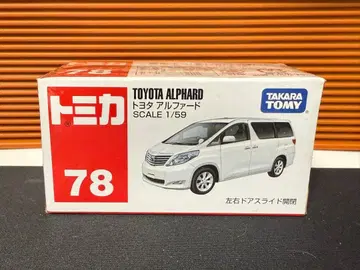 トミカ
78
TOYOTA ALPHARD
トヨタ アルファード
SCALE 1/59
TAKARA
TOMY
左右ドアスライド開閉